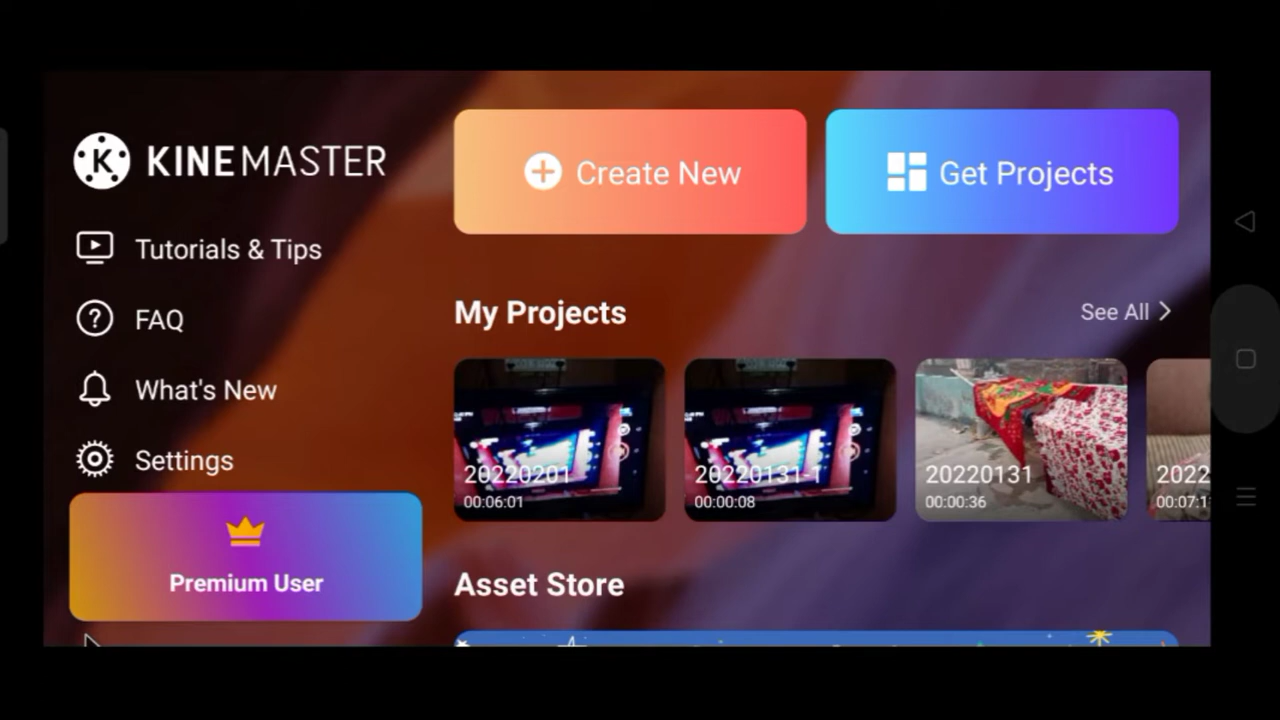 KINEMASTER
Tutorials & Tips
FAQ
What's New
Settings
Premium User
Create New
Get Projects
My Projects
See All
20220201
00:06:01
20220131-1
00:00:08
20220131
00:00:36
Asset Store